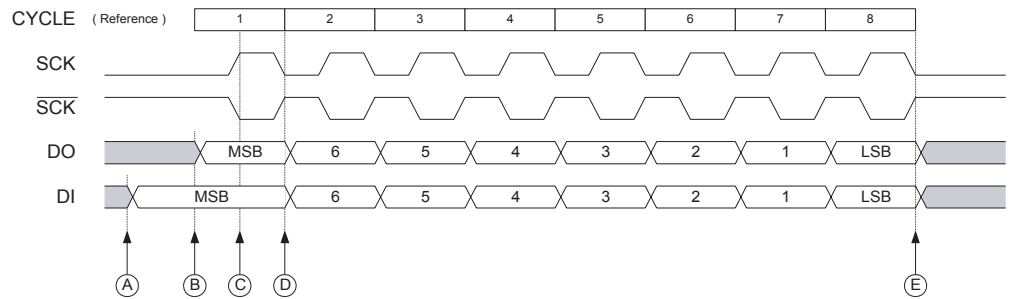 CYCLE ( Reference ) 1 2 3 4 5 6 7 8
SCK
SCK
DO MSB 6 5 4 3 2 1 LSB
DI MSB 6 5 4 3 2 1 LSB
A B C D E